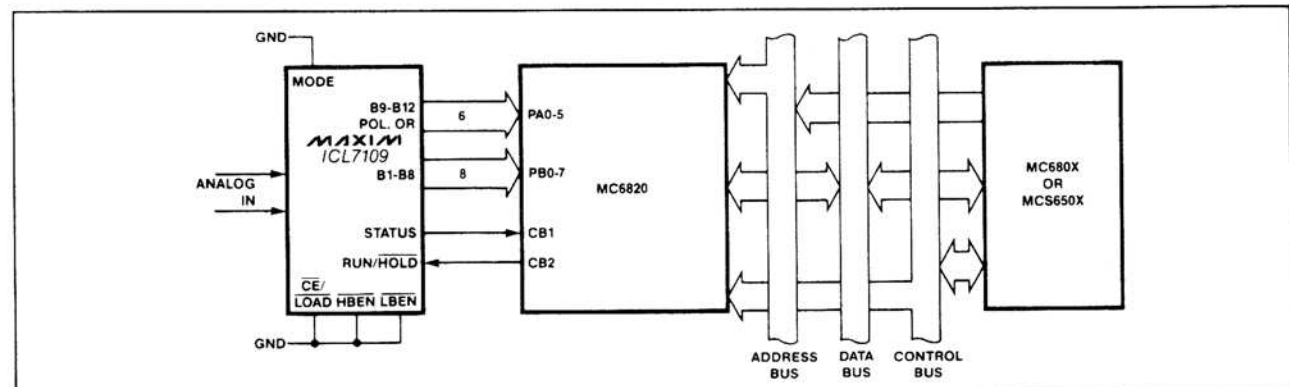 GND
MODE
B9-B12
POL. OR
MAXIM
ICL7109
B1-B8
6
8
ANALOG
IN
STATUS
RUN/HOLD
CE/
LOAD HBEN LBEN
GND
PA0-5
PB0-7
MC6820
CB1
CB2
ADDRESS
BUS
DATA
BUS
CONTROL
BUS
MC680X
OR
MCS650X